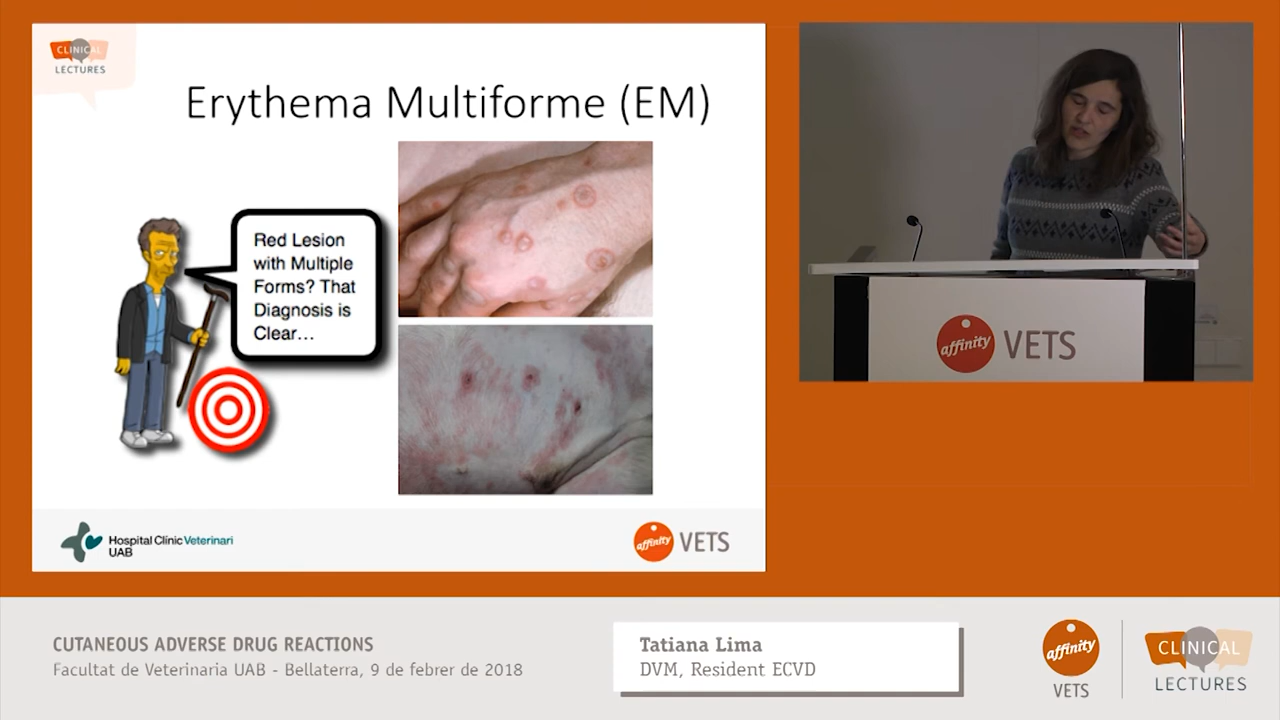 CLINICAL
LECTURES
Erythema Multiforme (EM)
Red Lesion
with Multiple
Forms? That
Diagnosis is
Clear...
Hospital Clínic Veterinari
UAB
affinity VETS
affinity VETS
CUTANEOUS ADVERSE DRUG REACTIONS
Facultat de Veterinaria UAB - Bellaterra, 9 de febrer de 2018
Tatiana Lima
DVM, Resident ECVD
affinity
VETS
CLINICAL
LECTURES